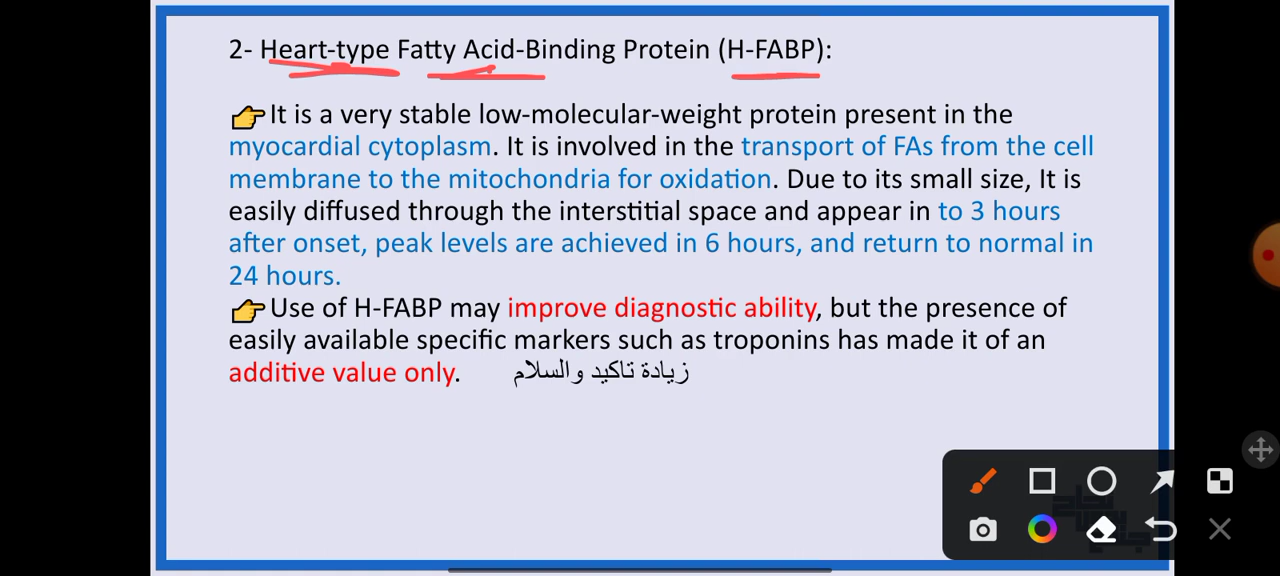 2- Heart-type Fatty Acid-Binding Protein (H-FABP):
It is a very stable low-molecular-weight protein present in the
myocardial cytoplasm. It is involved in the transport of FAs from the cell
membrane to the mitochondria for oxidation. Due to its small size, It is
easily diffused through the interstitial space and appear in to 3 hours
after onset, peak levels are achieved in 6 hours, and return to normal in
24 hours.
Use of H-FABP may improve diagnostic ability, but the presence of
easily available specific markers such as troponins has made it of an
additive value only. زيادة تاكيد والسلام